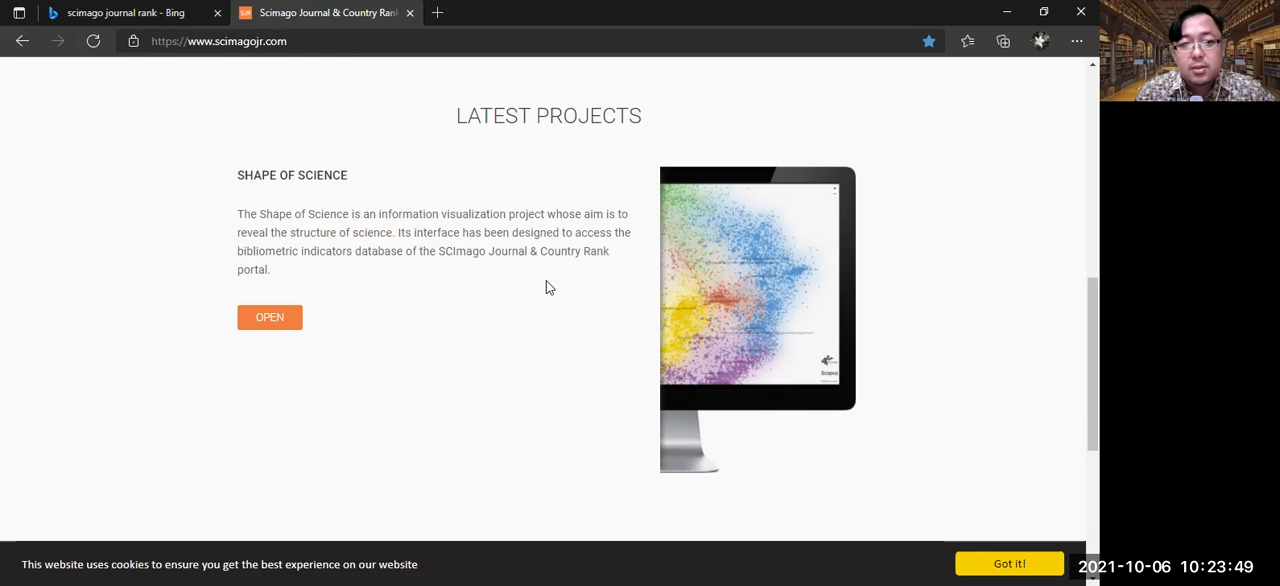 scimago journal rank - Bing
SJR
Scimago Journal & Country Ran
https://www.scimagojr.com
LATEST PROJECTS
SHAPE OF SCIENCE
The Shape of Science is an information visualization project whose aim is to
reveal the structure of science. Its interface has been designed to access the
bibliometric indicators database of the SCImago Journal & Country Rank
portal.
OPEN
Scopus
This website uses cookies to ensure you get the best experience on our website
Got it!
2021-10-06 10:23:49